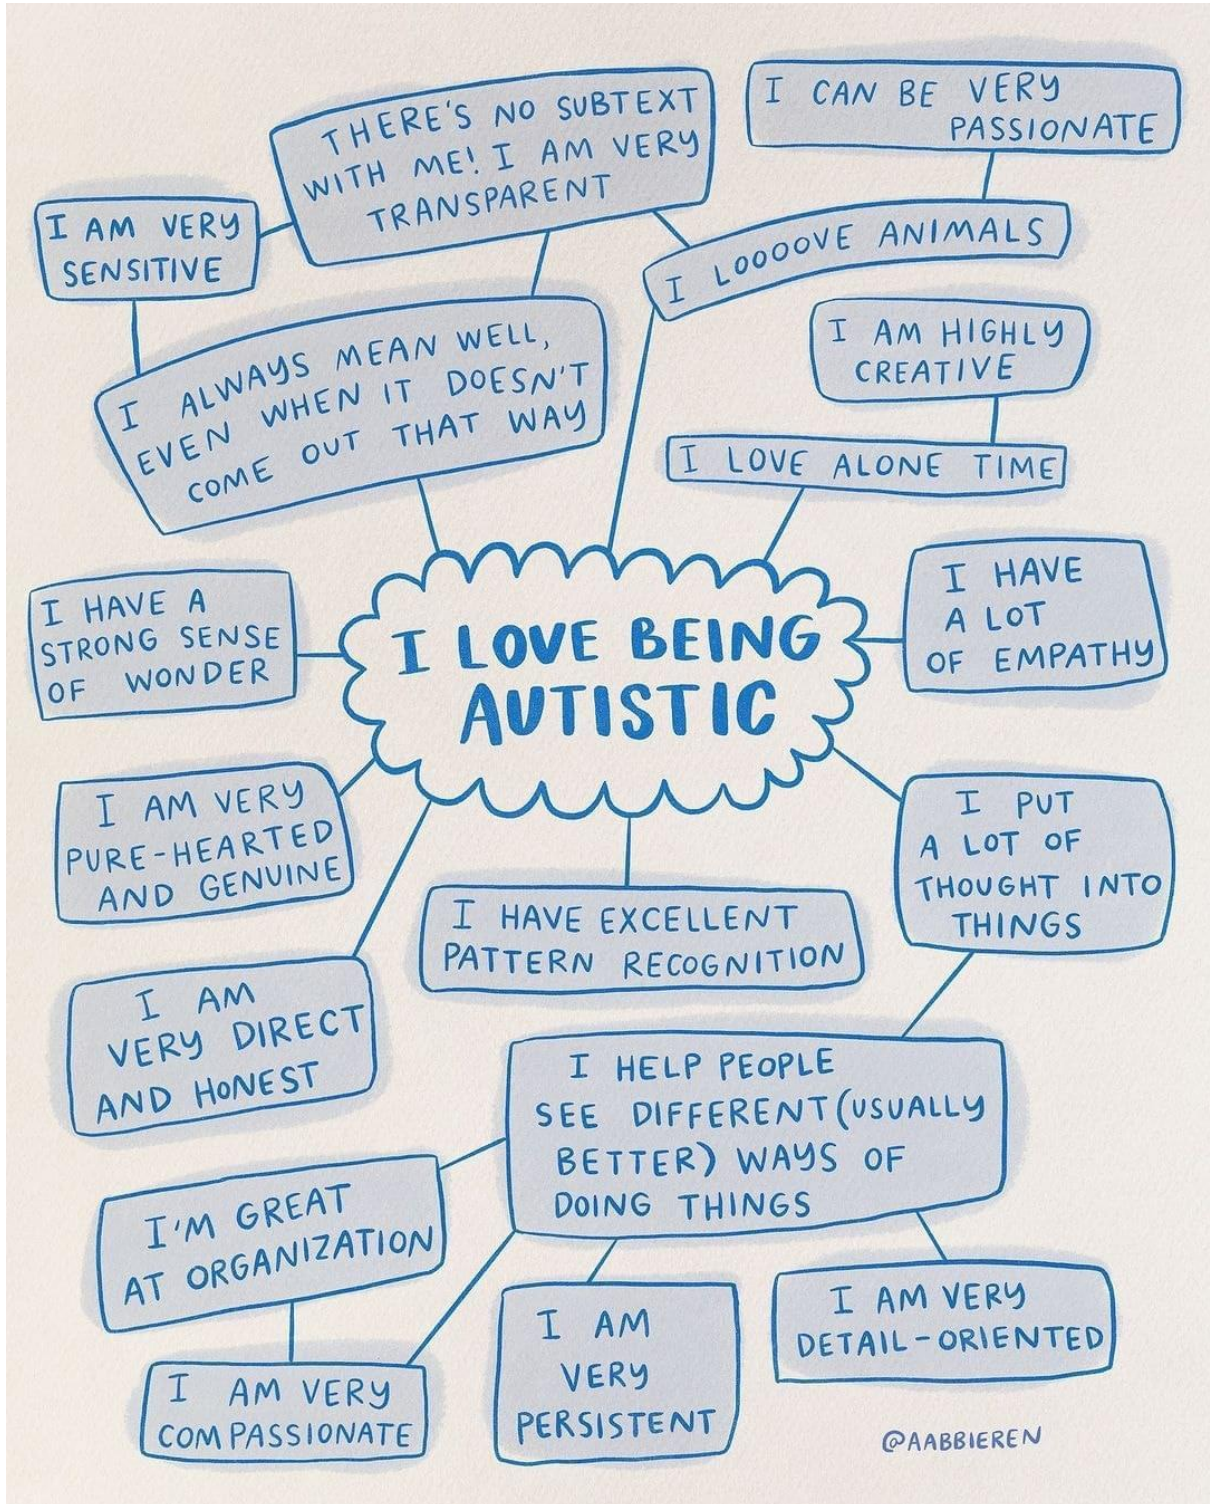 THERE'S NO SUBTEXT
WITH ME! I AM VERY
TRANSPARENT
I CAN BE VERY
PASSIONATE
I AM VERY
SENSITIVE
I LOOOOVE ANIMALS
I ALWAYS MEAN WELL,
EVEN WHEN IT DOESN'T
COME OUT THAT WAY
I AM HIGHLY
CREATIVE
I LOVE ALONE TIME
I HAVE A
STRONG SENSE
OF WONDER
I LOVE BEING
AUTISTIC
I HAVE
A LOT
OF EMPATHY
I AM VERY
PURE-HEARTED
AND GENUINE
I HAVE EXCELLENT
PATTERN RECOGNITION
I PUT
A LOT OF
THOUGHT INTO
THINGS
I AM
VERY DIRECT
AND HONEST
I HELP PEOPLE
SEE DIFFERENT (USUALLY
BETTER) WAYS OF
DOING THINGS
I'M GREAT
AT ORGANIZATION
I AM VERY
COMPASSIONATE
I AM
VERY
PERSISTENT
I AM VERY
DETAIL-ORIENTED
@AABBIEREN